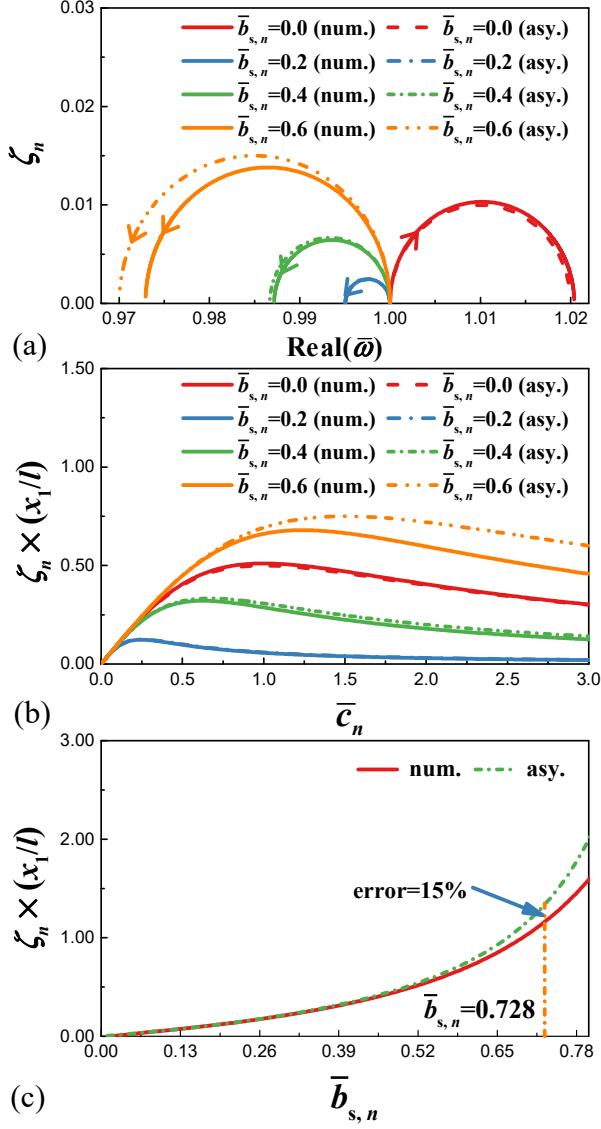 0.03
0.02
0.01
0.00
ζn
b̄s, n=0.0 (num.) b̄s, n=0.0 (asy.)
b̄s, n=0.2 (num.) b̄s, n=0.2 (asy.)
b̄s, n=0.4 (num.) b̄s, n=0.4 (asy.)
b̄s, n=0.6 (num.) b̄s, n=0.6 (asy.)
0.97 0.98 0.99 1.00 1.01 1.02
(a) Real(ω̄)
1.50
1.00
0.50
0.00
ζn × (x1/l)
b̄s, n=0.0 (num.) b̄s, n=0.0 (asy.)
b̄s, n=0.2 (num.) b̄s, n=0.2 (asy.)
b̄s, n=0.4 (num.) b̄s, n=0.4 (asy.)
b̄s, n=0.6 (num.) b̄s, n=0.6 (asy.)
0.0 0.5 1.0 1.5 2.0 2.5 3.0
(b) c̄n
3.00
2.00
1.00
0.00
ζn × (x1/l)
num. asy.
error=15%
b̄s, n=0.728
0.00 0.13 0.26 0.39 0.52 0.65 0.78
(c) b̄s, n